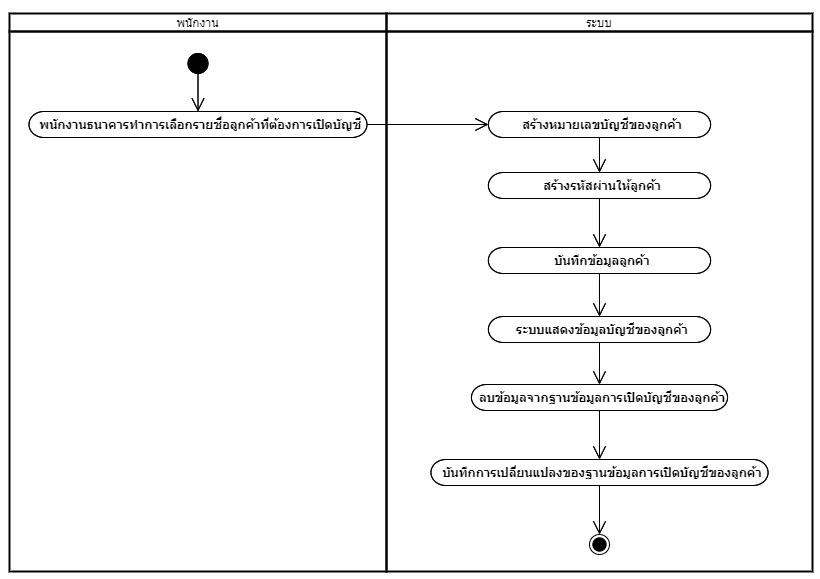 พนักงาน
ระบบ
พนักงานธนาคารทำการเลือกรายชื่อลูกค้าที่ต้องการเปิดบัญชี
สร้างหมายเลขบัญชีของลูกค้า
สร้างรหัสผ่านให้ลูกค้า
บันทึกข้อมูลลูกค้า
ระบบแสดงข้อมูลบัญชีของลูกค้า
ลบข้อมูลจากฐานข้อมูลการเปิดบัญชีของลูกค้า
บันทึกการเปลี่ยนแปลงของฐานข้อมูลการเปิดบัญชีของลูกค้า